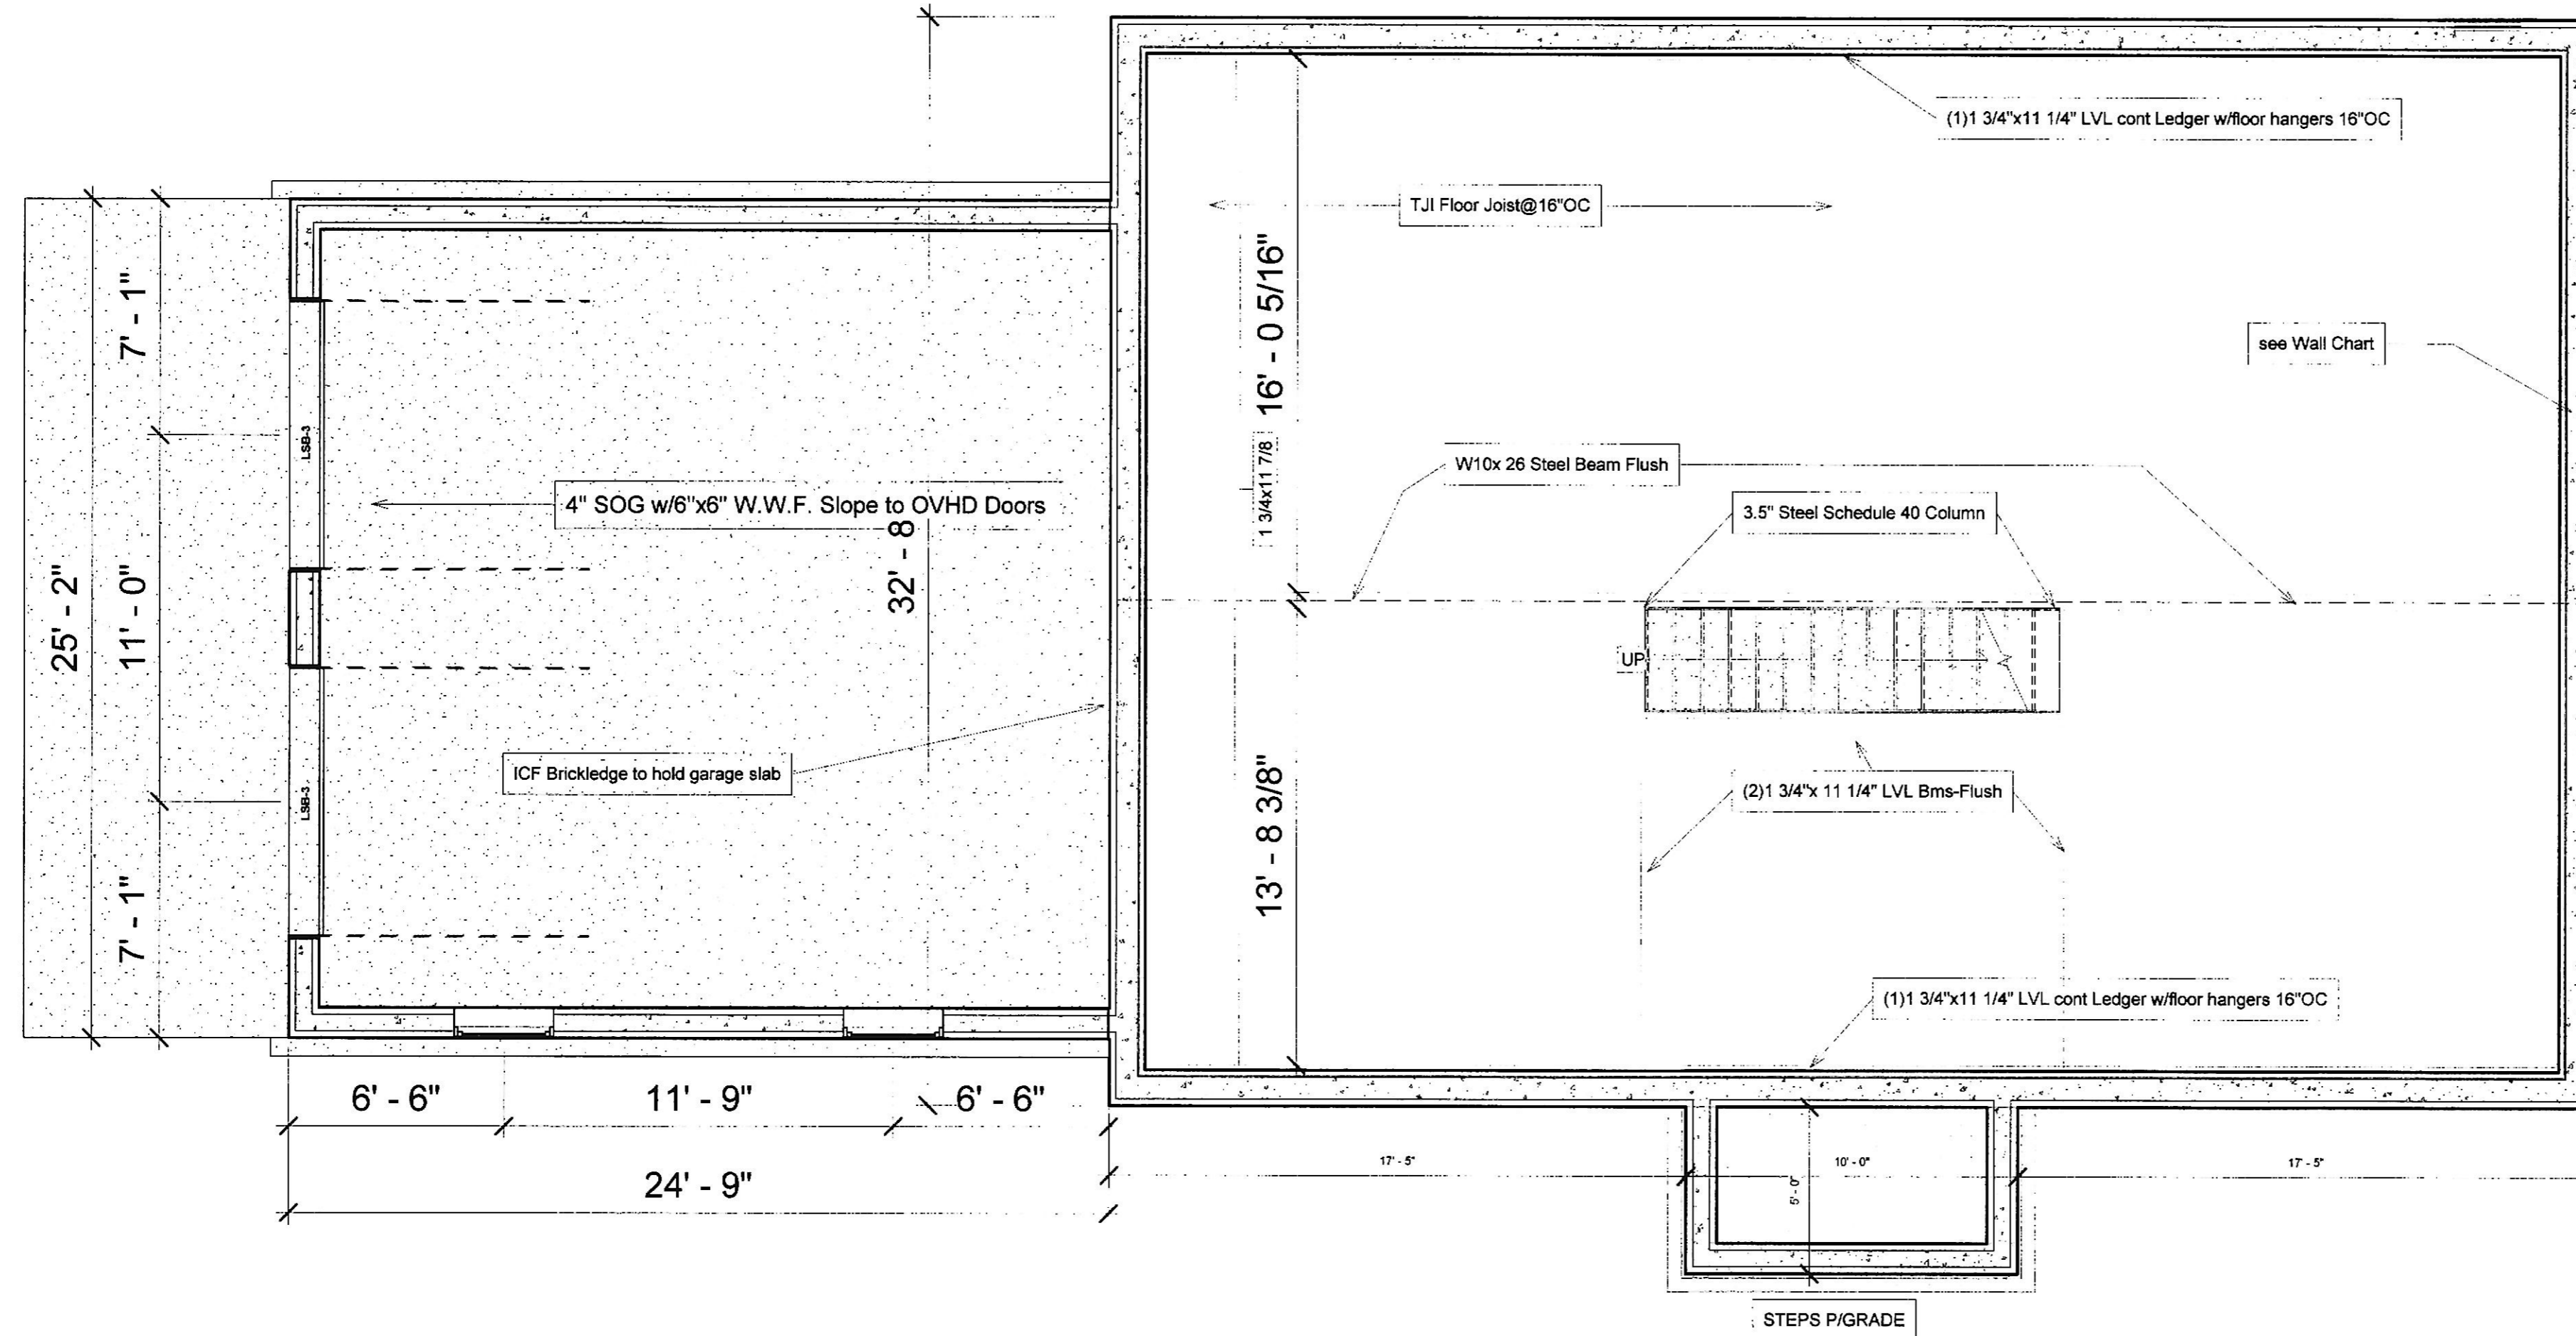 (1)1 3/4"x11 1/4" LVL cont Ledger w/floor hangers 16"OC
TJI Floor Joist@16"OC
16' - 0 5/16"
7' - 1"
see Wall Chart
1 3/4x11 7/8
LSB-3
W10x 26 Steel Beam Flush
4" SOG w/6"x6" W.W.F. Slope to OVHD Doors
3.5" Steel Schedule 40 Column
32' - 8
25' - 2"
11' - 0"
UP
ICF Brickledge to hold garage slab
LSB-3
(2)1 3/4"x 11 1/4" LVL Bms-Flush
13' - 8 3/8"
7' - 1"
(1)1 3/4"x11 1/4" LVL cont Ledger w/floor hangers 16"OC
6' - 6"
11' - 9"
6' - 6"
17' - 5"
10' - 0"
17' - 5"
5' - 0"
24' - 9"
STEPS P/GRADE